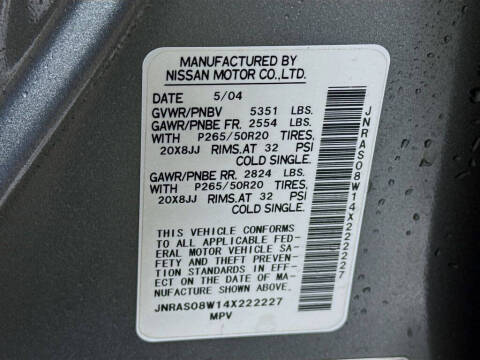 MANUFACTURED BY
NISSAN MOTOR CO.,LTD.
DATE 5/04
GVWR/PNBV 5351 LBS.
GAWR/PNBE FR. 2554 LBS.
WITH P265/50R20 TIRES,
20X8JJ RIMS.AT 32 PSI
COLD SINGLE.
GAWR/PNBE RR. 2824 LBS.
WITH P265/50R20 TIRES,
20X8JJ RIMS.AT 32 PSI
COLD SINGLE.
THIS VEHICLE CONFORMS
TO ALL APPLICABLE FED-
ERAL MOTOR VEHICLE SA-
FETY AND THEFT PREVEN-
TION STANDARDS IN EFF-
ECT ON THE DATE OF MA-
NUFACTURE SHOWN ABOVE.
JNRAS08W14X222227
MPV
JNRAS08W14X222227